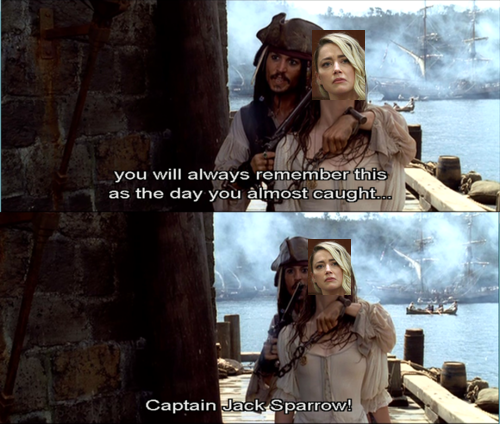 you will always remember this
as the day you almost caught...
Captain Jack Sparrow!